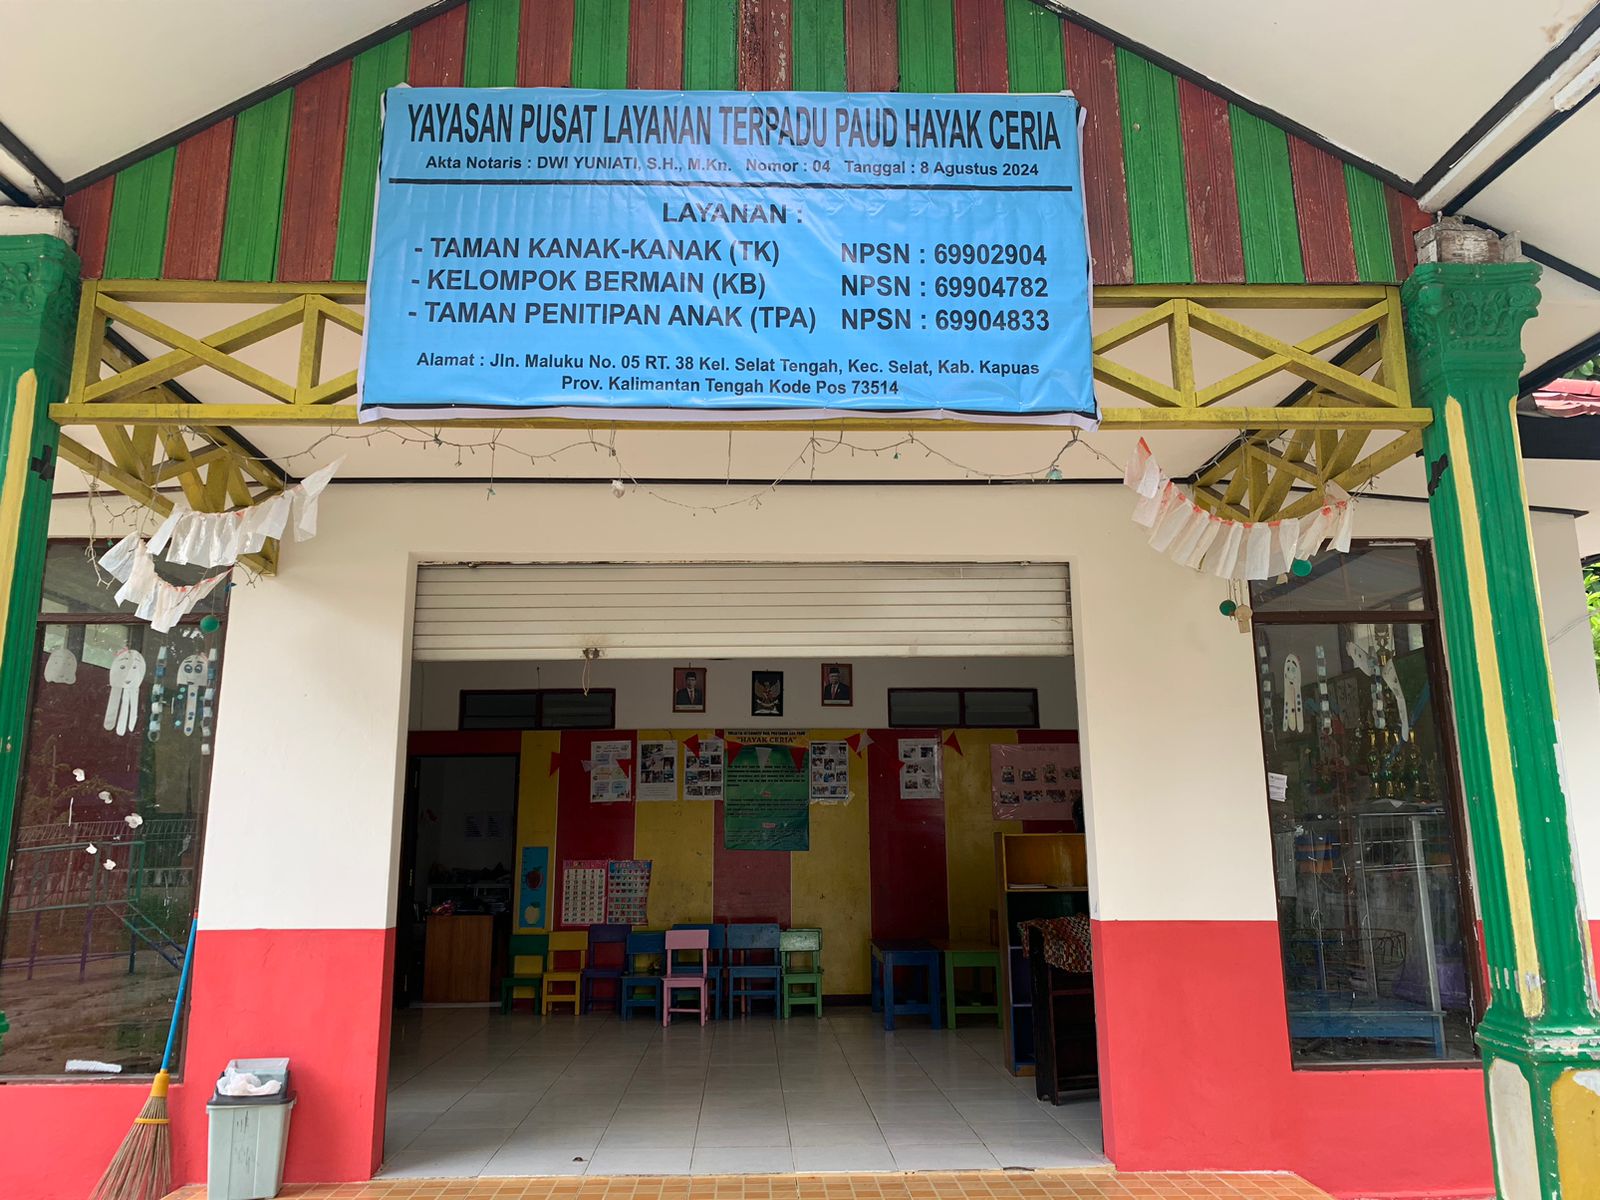 YAYASAN PUSAT LAYANAN TERPADU PAUD HAYAK CERIA
Akta Notaris : DWI YUNIATI, S.H., M.Kn. Nomor : 04 Tanggal : 8 Agustus 2024
LAYANAN :
- TAMAN KANAK-KANAK (TK) NPSN : 69902904
- KELOMPOK BERMAIN (KB) NPSN : 69904782
- TAMAN PENITIPAN ANAK (TPA) NPSN : 69904833
Alamat : Jln. Maluku No. 05 RT. 38 Kel. Selat Tengah, Kec. Selat, Kab. Kapuas
Prov. Kalimantan Tengah Kode Pos 73514
"HAYAK CERIA"